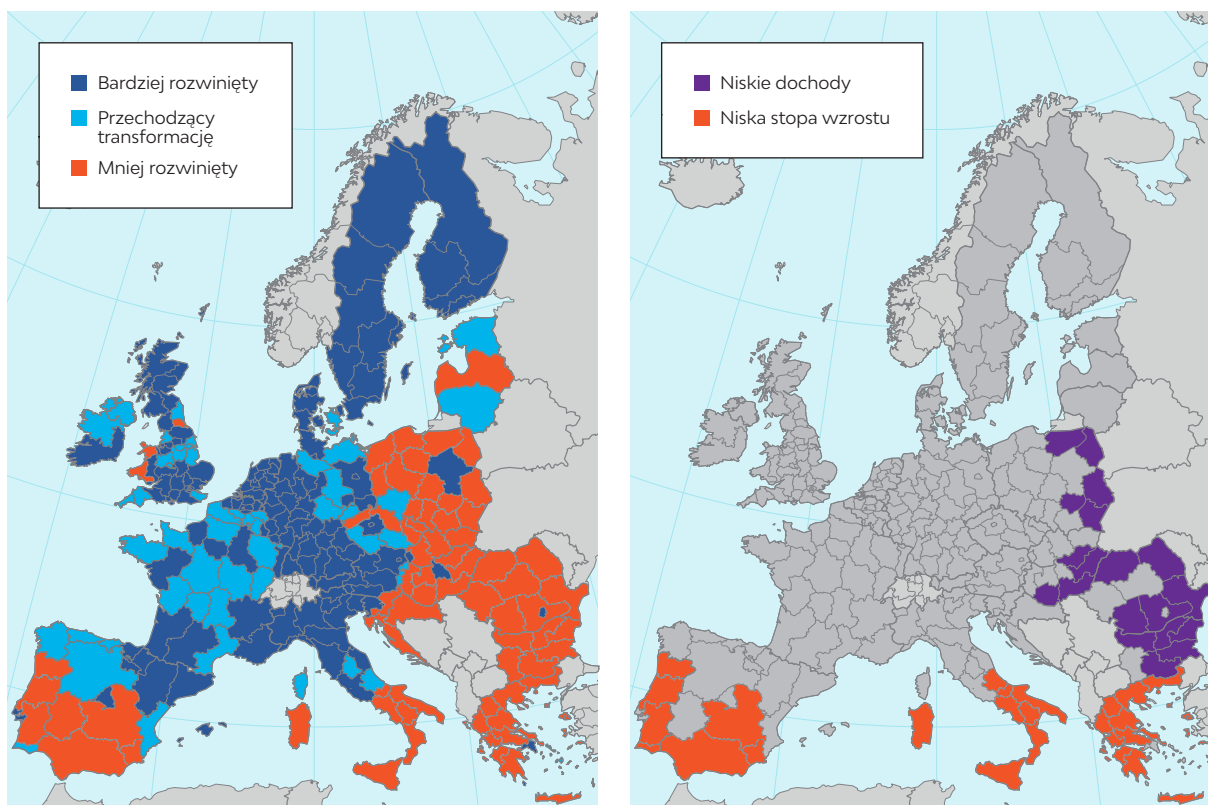 Bardziej rozwinięty
Przechodzący
transformację
Mniej rozwinięty
Niskie dochody
Niska stopa wzrostu